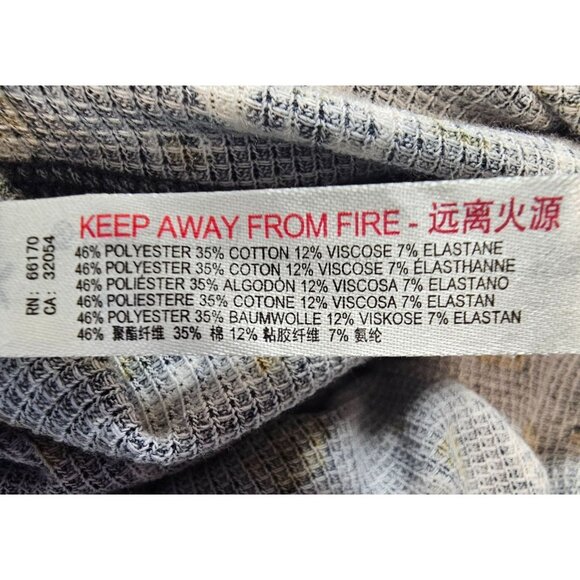 KEEP AWAY FROM FIRE - 远离火源
46% POLYESTER 35% COTTON 12% VISCOSE 7% ELASTANE
46% POLYESTER 35% COTON 12% VISCOSE 7% ÉLASTHANNE
46% POLIÉSTER 35% ALGODÓN 12% VISCOSA 7% ELASTANO
46% POLIESTERE 35% COTONE 12% VISCOSA 7% ELASTAN
46% POLYESTER 35% BAUMWOLLE 12% VISKOSE 7% ELASTAN
46% 聚酯纤维 35% 棉 12% 粘胶纤维 7% 氨纶
RN: 66170
CA: 32054